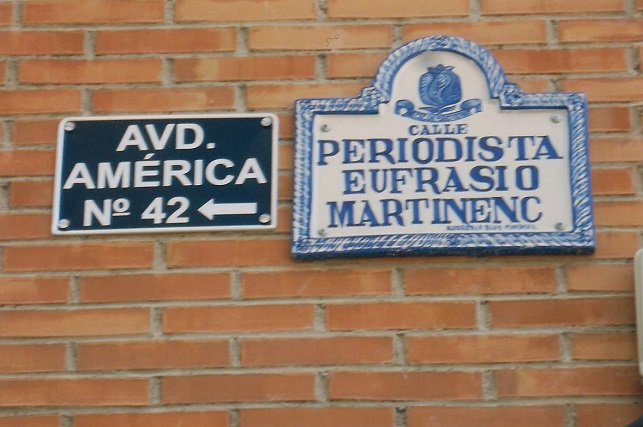 AVD.
AMÉRICA
Nº 42
CALLE
PERIODISTA
EUFRASIO
MARTINENC